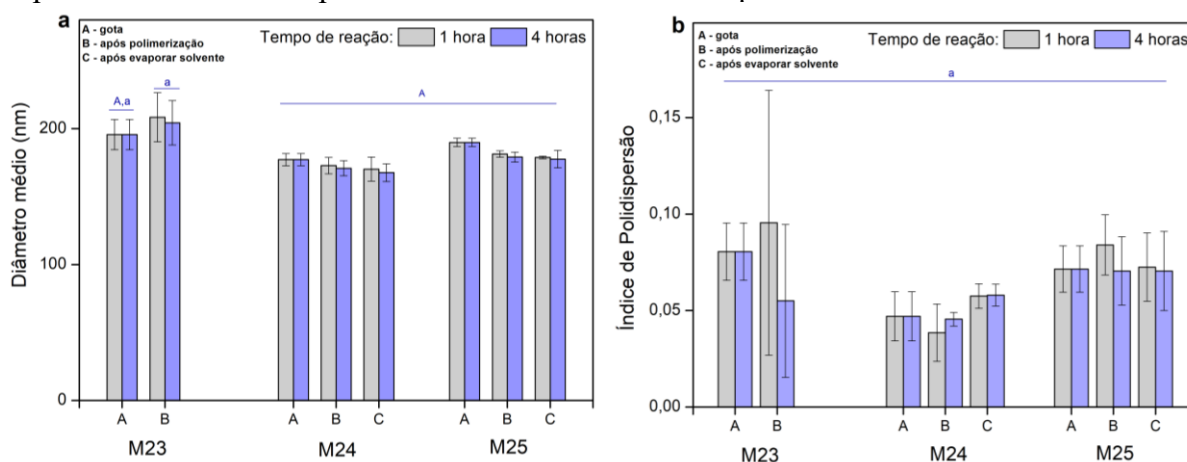 a
A - gota
B - após polimerização
C - após evaporar solvente
Tempo de reação: 1 hora 4 horas
A,a
a
A
Diâmetro médio (nm)
200
100
0
A B A B C A B C
M23 M24 M25
b
A - gota
B - após polimerização
C - após evaporar solvente
Tempo de reação: 1 hora 4 horas
a
Índice de Polidispersão
0,15
0,10
0,05
0,00
A B A B C A B C
M23 M24 M25